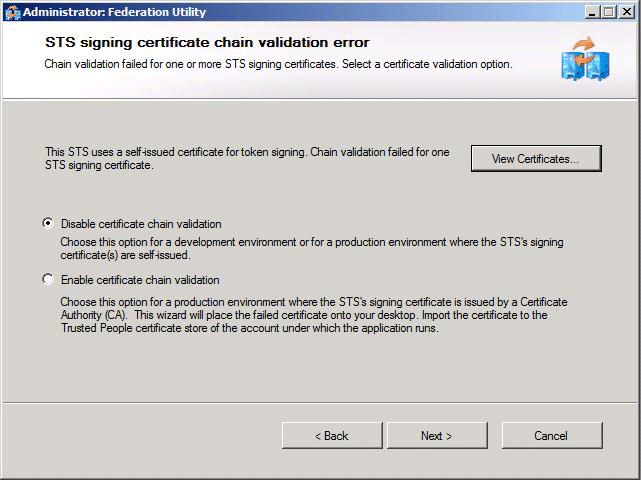 Administrator: Federation Utility
STS signing certificate chain validation error
Chain validation failed for one or more STS signing certificates. Select a certificate validation option.
This STS uses a self-issued certificate for token signing. Chain validation failed for one
STS signing certificate.
View Certificates...
Disable certificate chain validation
Choose this option for a development environment or for a production environment where the STS's signing
certificate(s) are self-issued.
Enable certificate chain validation
Choose this option for a production environment where the STS's signing certificate is issued by a Certificate
Authority (CA).  This wizard will place the failed certificate onto your desktop. Import the certificate to the
Trusted People certificate store of the account under which the application runs.
< Back
Next >
Cancel